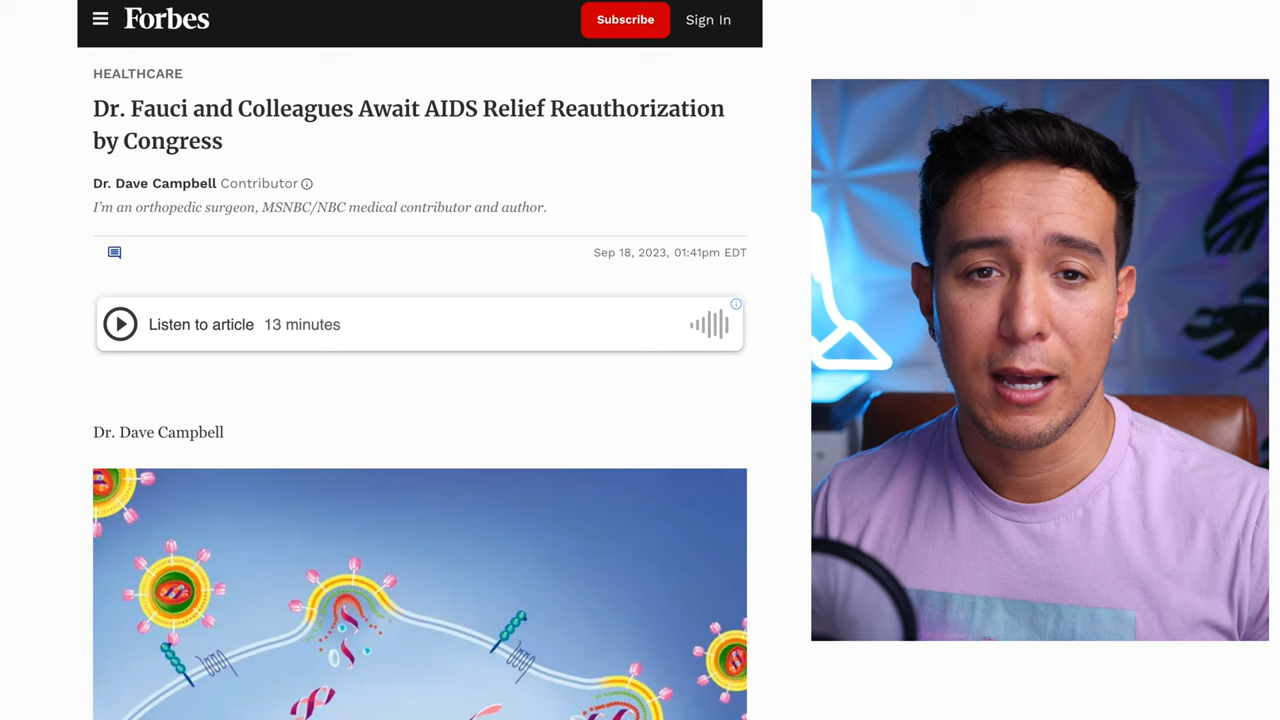 Forbes
Subscribe
Sign In
HEALTHCARE
Dr. Fauci and Colleagues Await AIDS Relief Reauthorization
by Congress
Dr. Dave Campbell Contributor
I'm an orthopedic surgeon, MSNBC/NBC medical contributor and author.
Sep 18, 2023, 01:41pm EDT
Listen to article 13 minutes
Dr. Dave Campbell